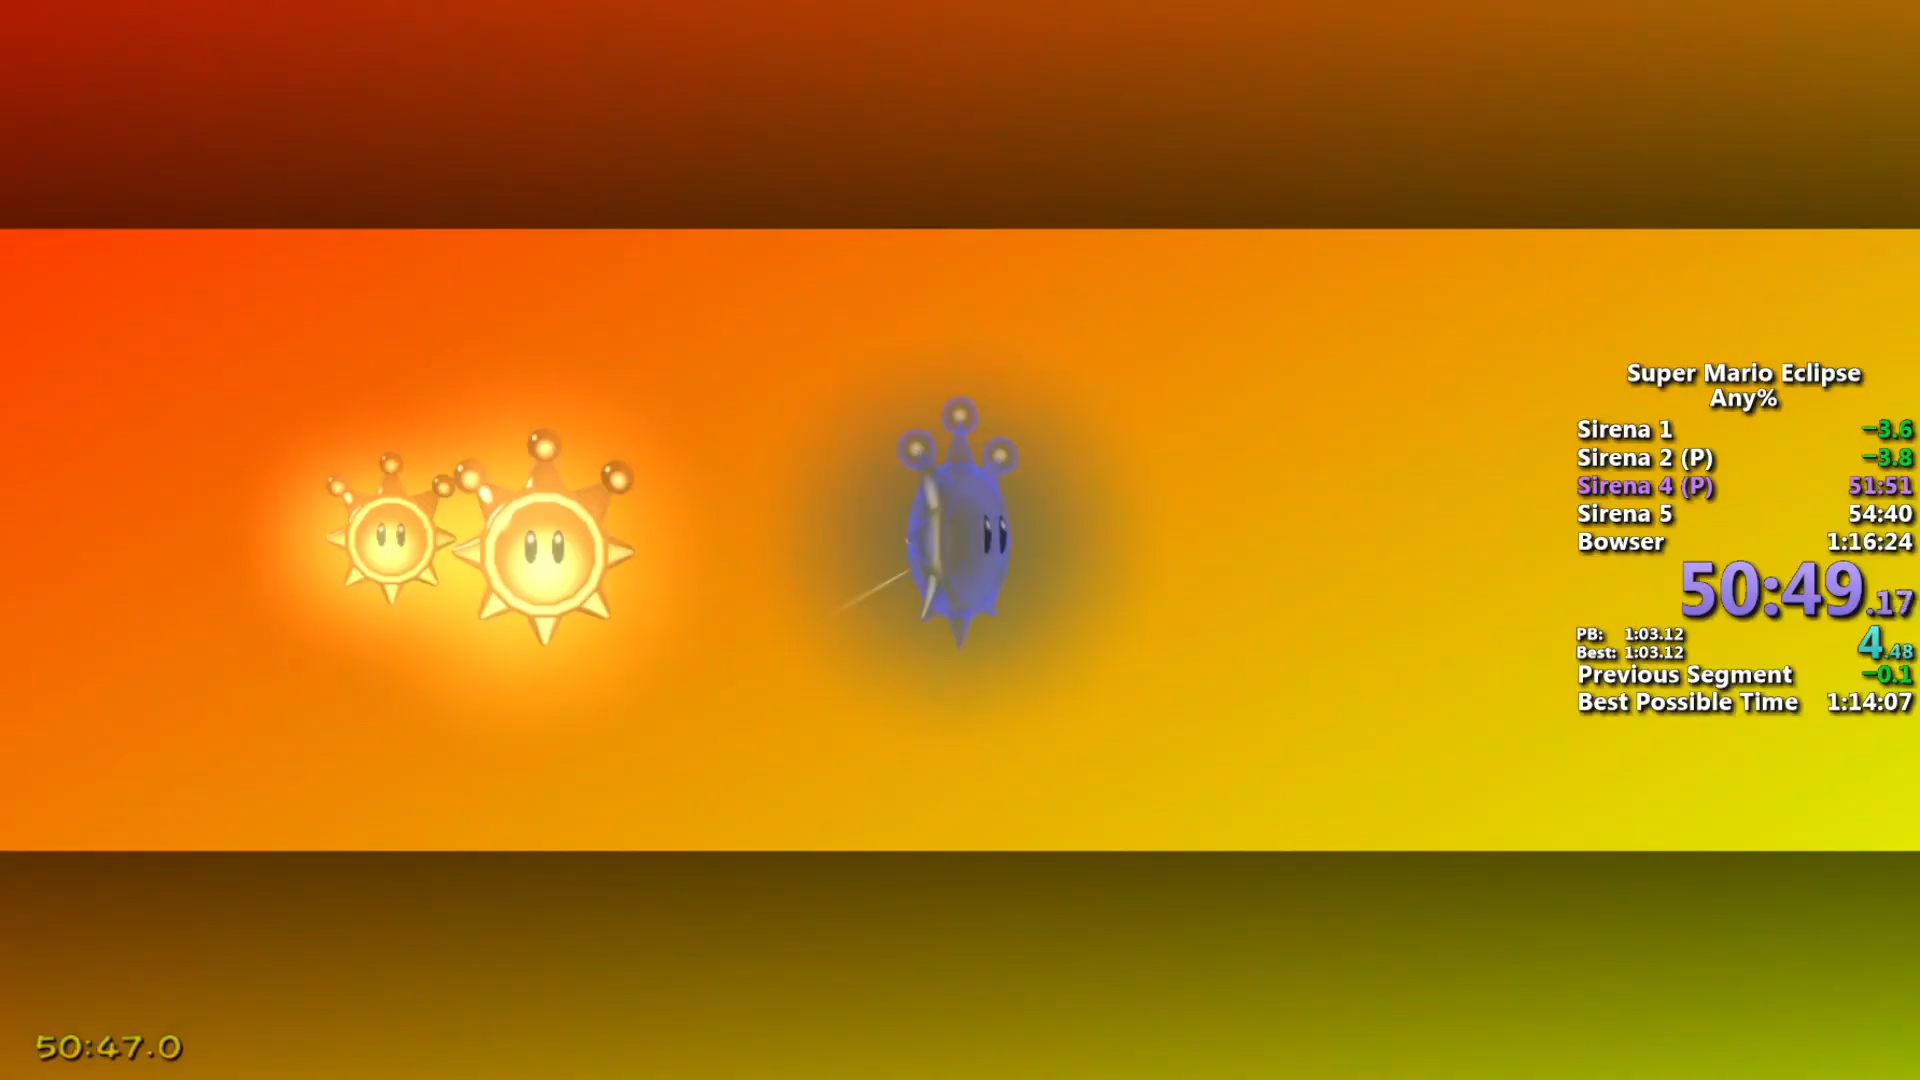 Super Mario Eclipse
Any%
Sirena 1 −3.6
Sirena 2 (P) −3.8
Sirena 4 (P) 51:51
Sirena 5 54:40
Bowser 1:16:24
50:49.17
PB: 1:03.12 4.48
Best: 1:03.12
Previous Segment −0.1
Best Possible Time 1:14:07
50:47.0